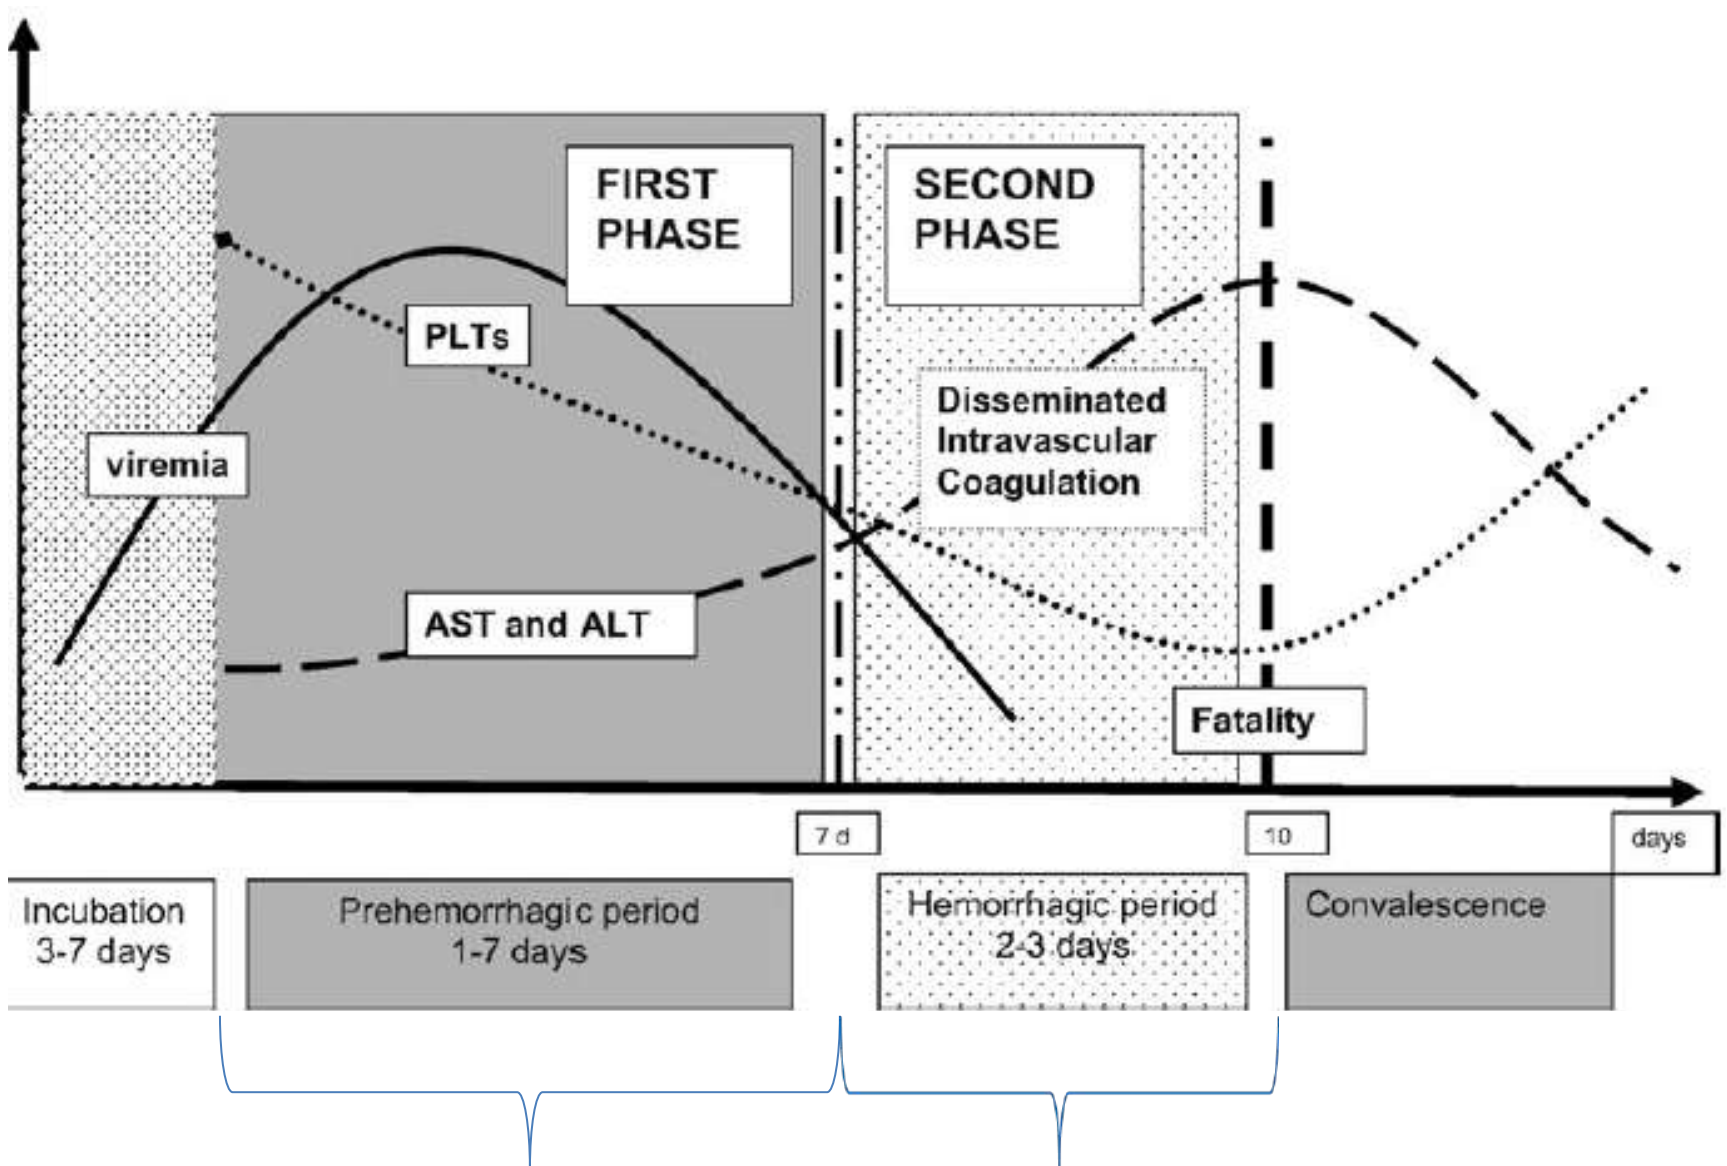 FIRST
PHASE
SECOND
PHASE
PLTs
Disseminated
Intravascular
Coagulation
viremia
AST and ALT
Fatality
7 d
10
days
Incubation
3-7 days
Prehemorrhagic period
1-7 days
Hemorrhagic period
2-3 days
Convalescence